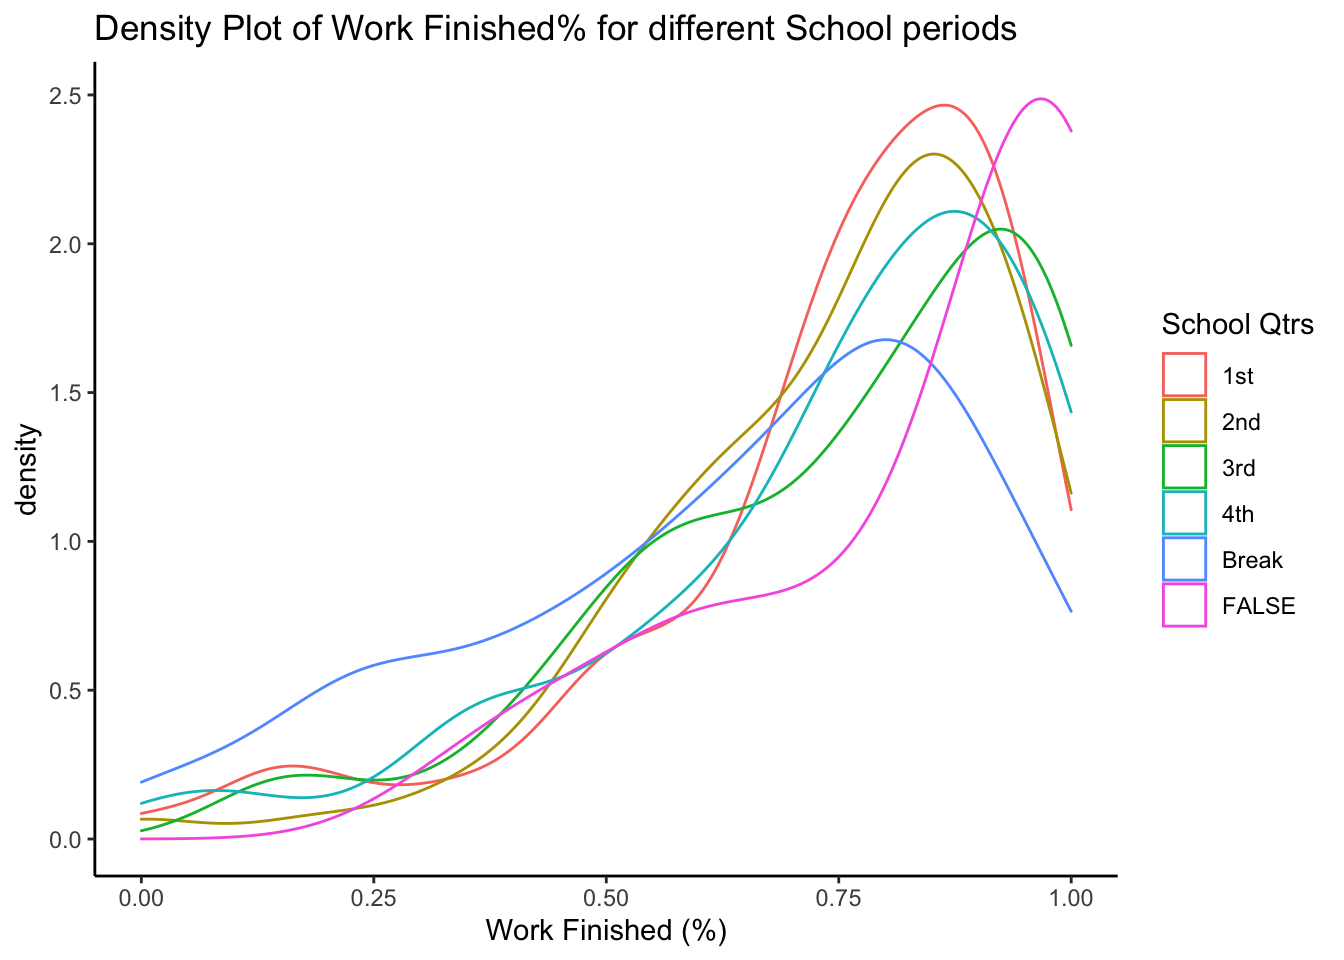 Density Plot of Work Finished% for different School periods
2.5
2.0
1.5
1.0
0.5
0.0
density
0.00 0.25 0.50 0.75 1.00
Work Finished (%)
School Qtrs
1st
2nd
3rd
4th
Break
FALSE